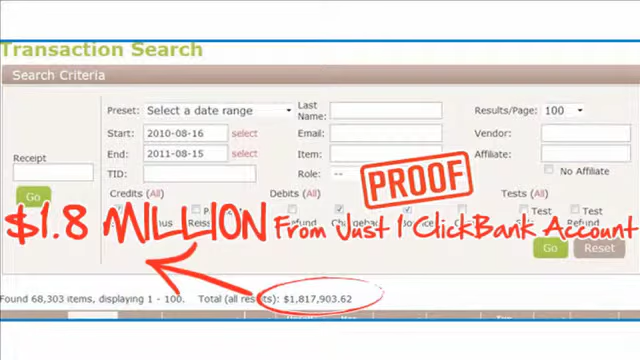 Transaction Search
Search Criteria
Preset: Select a date range Last Name: Results/Page: 100
Start: 2010-08-16 select Email: Vendor:
End: 2011-08-15 select Item: Affiliate:
Receipt TID: Role: -- No Affiliate
PROOF
Go Credits (All) Debits (All) Tests (All)
Test Test
$1.8 MILLION From Just 1 ClickBank Account
Go Reset
Found 68,303 items, displaying 1 - 100. Total (all results): $1,817,903.62